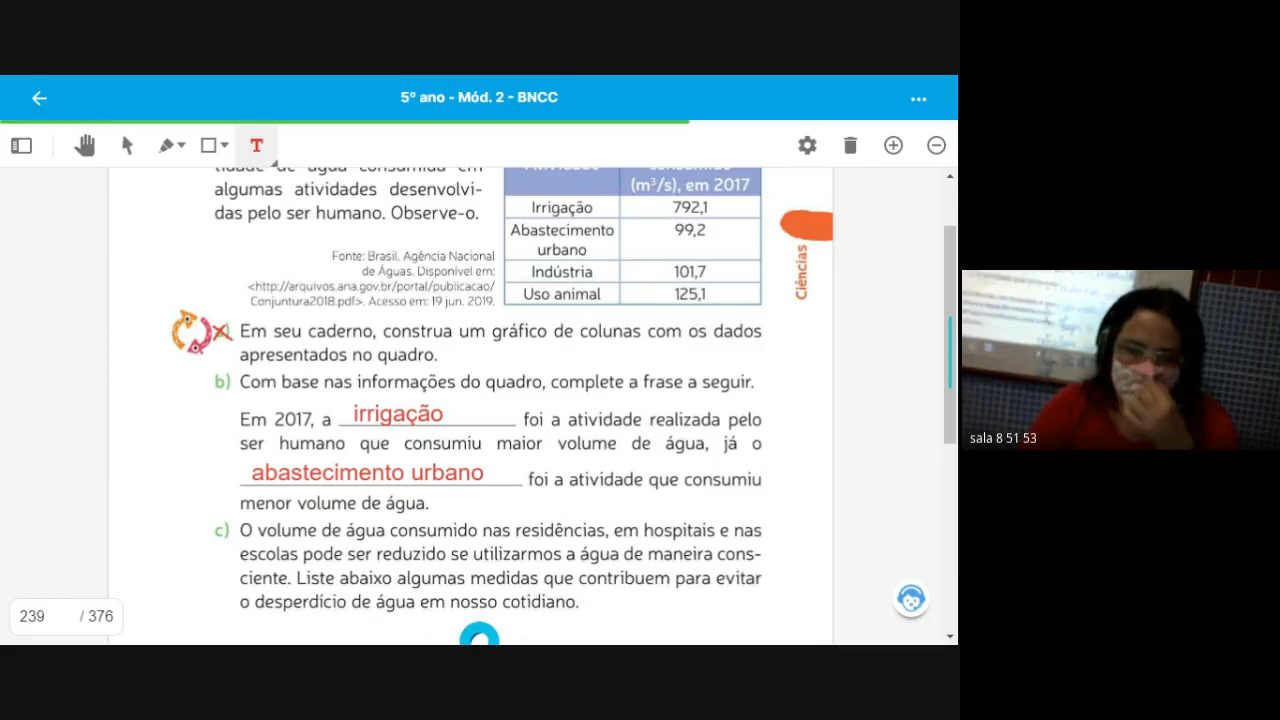 5º ano - Mód. 2 - BNCC
T
algumas atividades desenvolvi-
das pelo ser humano. Observe-o.
(m³/s), em 2017
Irrigação 792,1
Abastecimento urbano 99,2
Indústria 101,7
Uso animal 125,1
Fonte: Brasil. Agência Nacional
de Águas. Disponível em:
<http://arquivos.ana.gov.br/portal/publicacao/
Conjuntura2018.pdf>. Acesso em: 19 jun. 2019.
Ciências
Em seu caderno, construa um gráfico de colunas com os dados
apresentados no quadro.
b) Com base nas informações do quadro, complete a frase a seguir.
Em 2017, a irrigação foi a atividade realizada pelo
ser humano que consumiu maior volume de água, já o
abastecimento urbano foi a atividade que consumiu
menor volume de água.
c) O volume de água consumido nas residências, em hospitais e nas
escolas pode ser reduzido se utilizarmos a água de maneira cons-
ciente. Liste abaixo algumas medidas que contribuem para evitar
o desperdício de água em nosso cotidiano.
239 / 376
sala 8 51 53